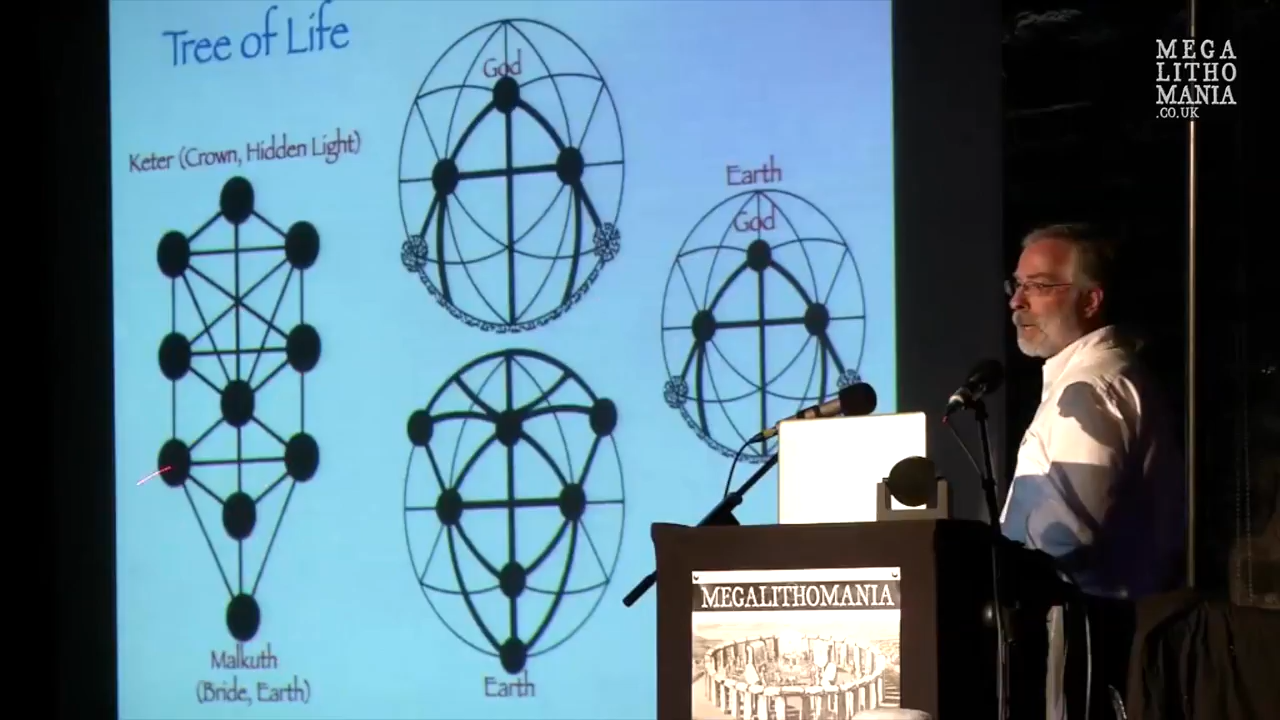 Tree of Life
Keter (Crown, Hidden Light)
Malkuth
(Bride, Earth)
God
Earth
Earth
God
MEGALITHOMANIA
MEGA
LITHO
MANIA
.CO.UK